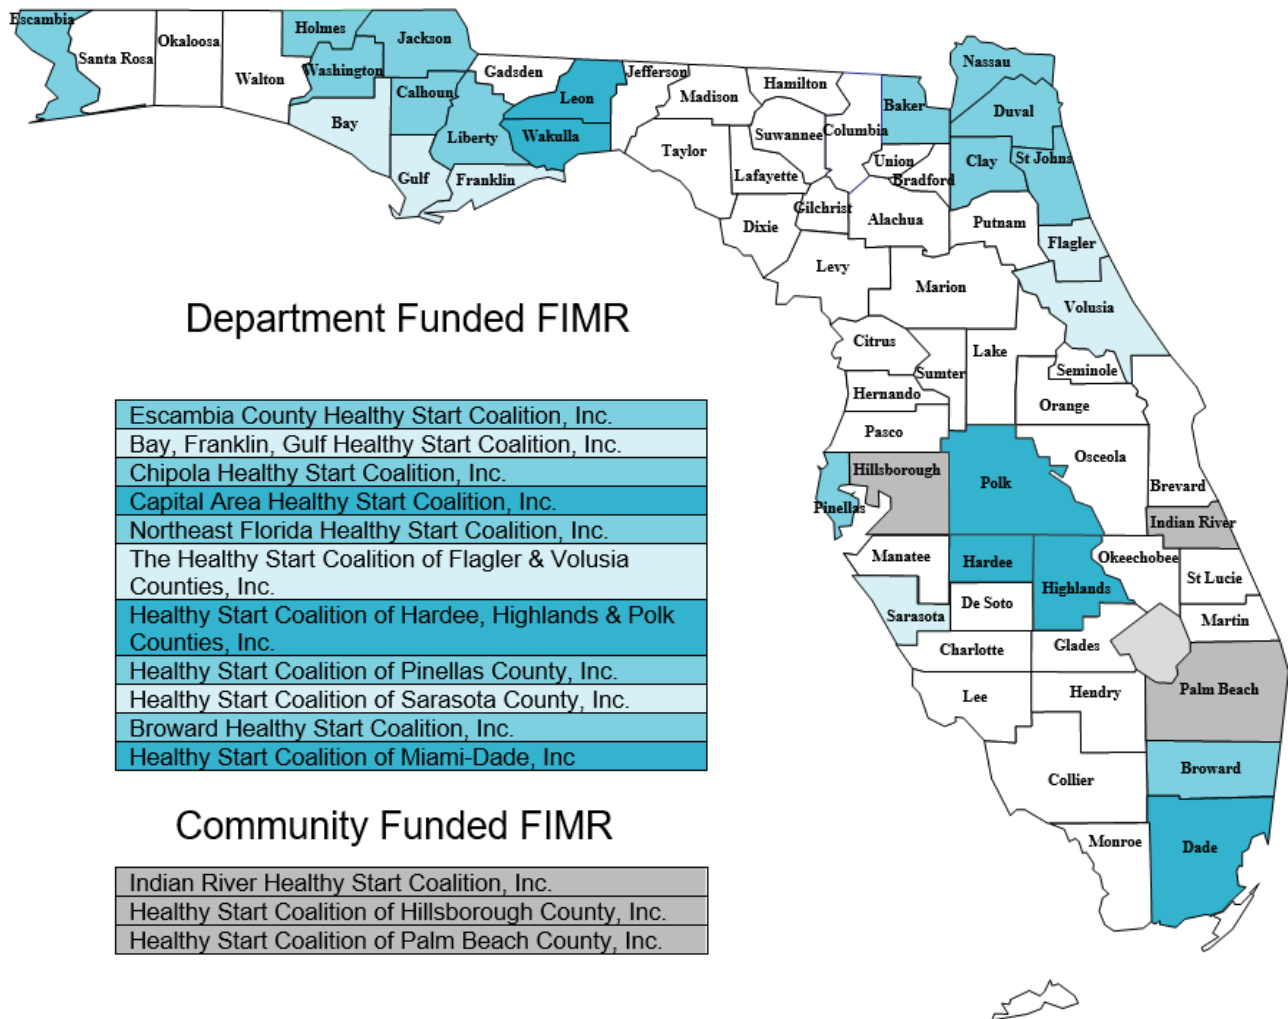 Escambia
Santa Rosa
Okaloosa
Walton
Holmes
Washington
Jackson
Bay
Calhoun
Gulf
Liberty
Franklin
Gadsden
Leon
Wakulla
Jefferson
Madison
Taylor
Hamilton
Suwannee
Lafayette
Dixie
Columbia
Gilchrist
Levy
Baker
Union
Bradford
Alachua
Nassau
Duval
Clay
St Johns
Putnam
Flagler
Marion
Volusia
Citrus
Sumter
Lake
Seminole
Hernando
Orange
Pasco
Hillsborough
Pinellas
Polk
Osceola
Brevard
Indian River
Manatee
Hardee
Highlands
Okeechobee
St Lucie
Sarasota
De Soto
Martin
Charlotte
Glades
Lee
Hendry
Palm Beach
Collier
Broward
Monroe
Dade
Department Funded FIMR
Escambia County Healthy Start Coalition, Inc.
Bay, Franklin, Gulf Healthy Start Coalition, Inc.
Chipola Healthy Start Coalition, Inc.
Capital Area Healthy Start Coalition, Inc.
Northeast Florida Healthy Start Coalition, Inc.
The Healthy Start Coalition of Flagler & Volusia
Counties, Inc.
Healthy Start Coalition of Hardee, Highlands & Polk
Counties, Inc.
Healthy Start Coalition of Pinellas County, Inc.
Healthy Start Coalition of Sarasota County, Inc.
Broward Healthy Start Coalition, Inc.
Healthy Start Coalition of Miami-Dade, Inc
Community Funded FIMR
Indian River Healthy Start Coalition, Inc.
Healthy Start Coalition of Hillsborough County, Inc.
Healthy Start Coalition of Palm Beach County, Inc.